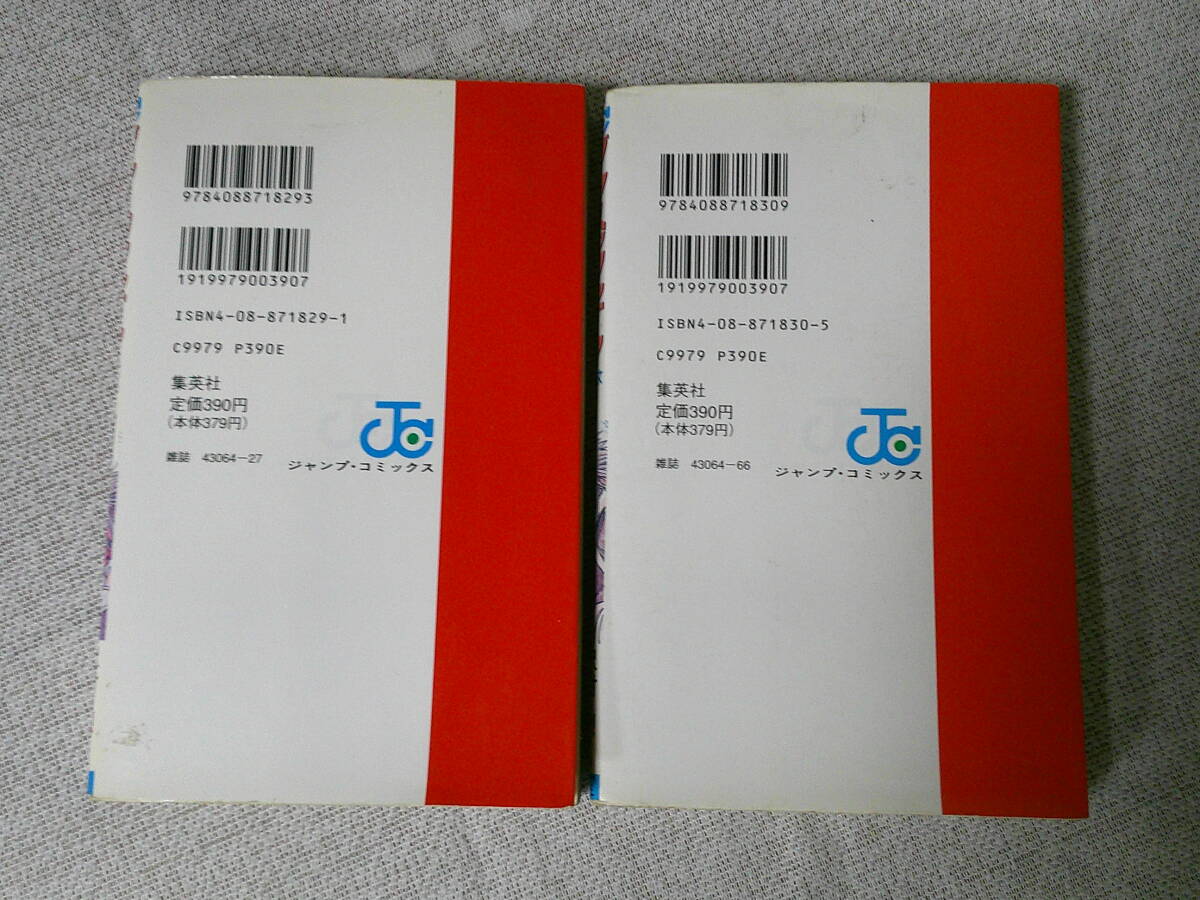 9784088718293
1919979003907
ISBN4-08-871829-1
C9979 P390E
集英社
定価390円
(本体379円)
雑誌 43064-27
JC
ジャンプ・コミックス
9784088718309
1919979003907
ISBN4-08-871830-5
C9979 P390E
集英社
定価390円
(本体379円)
雑誌 43064-66
JC
ジャンプ・コミックス